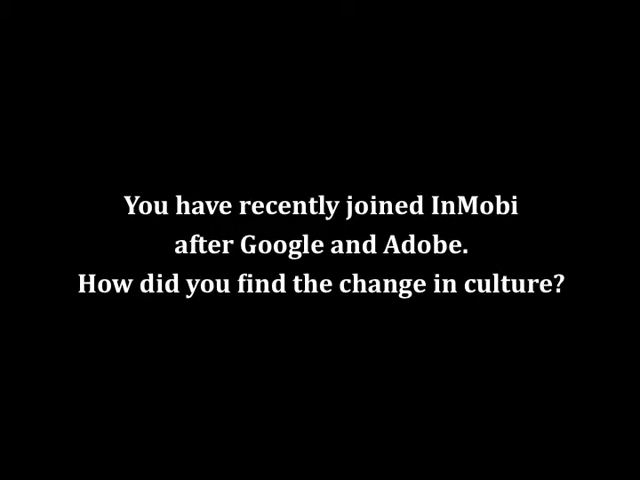 You have recently joined InMobi
after Google and Adobe.
How did you find the change in culture?